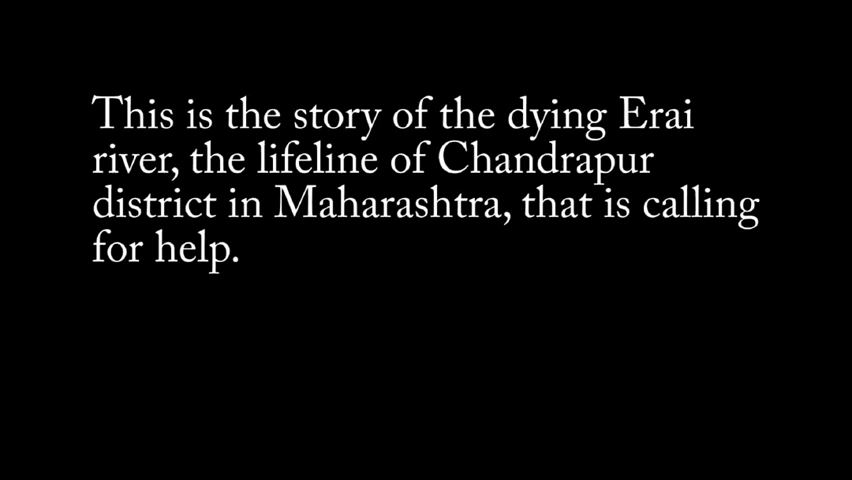 This is the story of the dying Erai
river, the lifeline of Chandrapur
district in Maharashtra, that is calling
for help.